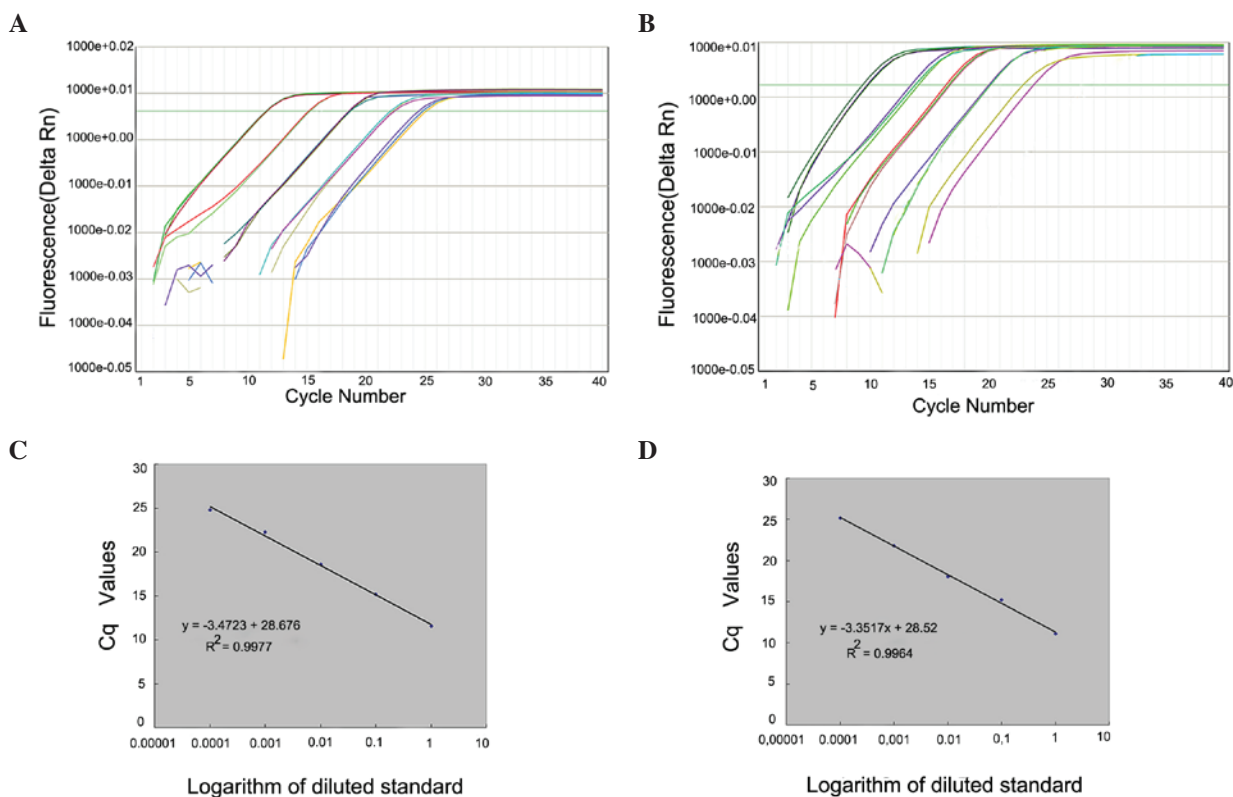 A
1000e+0.02
1000e+0.01
1000e+0.00
1000e-0.01
1000e-0.02
1000e-0.03
1000e-0.04
1000e-0.05
Fluorescence(Delta Rn)
1 5 10 15 20 25 30 35 40
Cycle Number
B
1000e+0.01
1000e+0.00
1000e-0.01
1000e-0.02
1000e-0.03
1000e-0.04
1000e-0.05
Fluorescence(Delta Rn)
1 5 10 15 20 25 30 35 40
Cycle Number
C
30
25
20
15
10
5
0
Cq Values
y = -3.4723 + 28.676
R2 = 0.9977
0.00001 0.0001 0.001 0.01 0,1 1 10
Logarithm of diluted standard
D
30
25
20
15
10
5
0
Cq Values
y = -3.3517x + 28.52
R2 = 0.9964
0,00001 0,0001 0,001 0,01 0,1 1 10
Logarithm of diluted standard